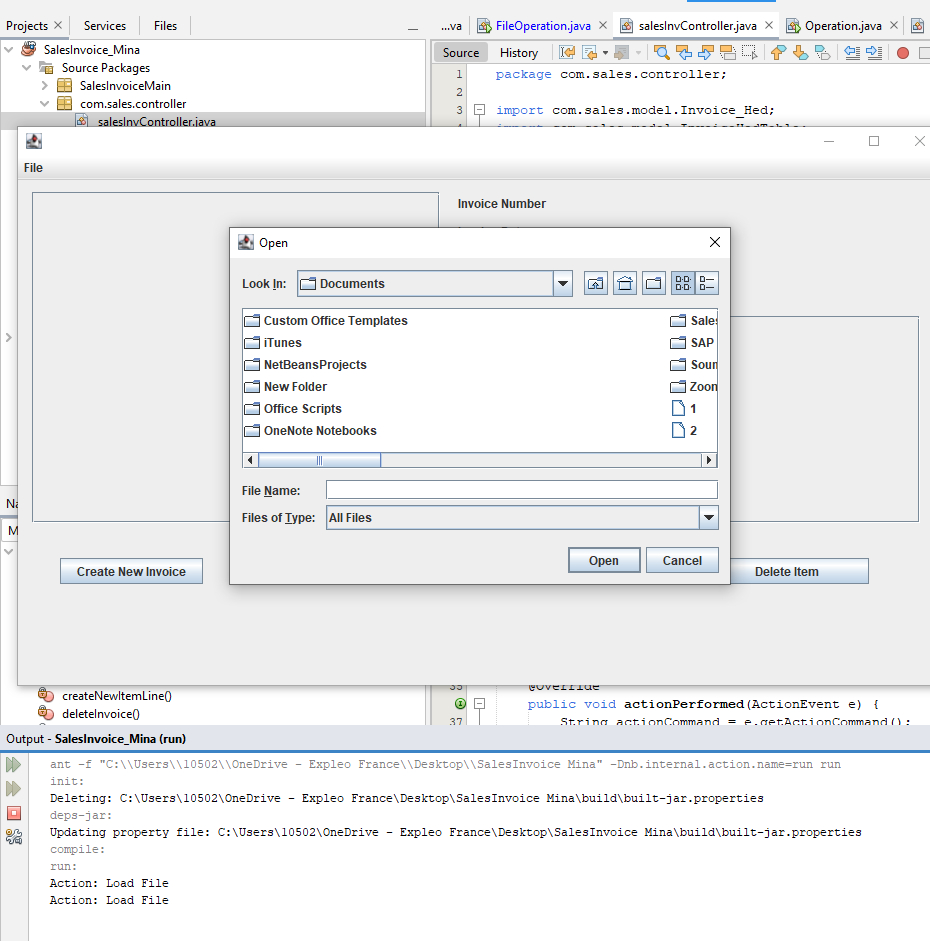 Projects
Services
Files
...va
FileOperation.java
salesInvController.java
Operation.java
SalesInvoice_Mina
Source Packages
SalesInvoiceMain
com.sales.controller
salesInvController.java
Source
History
1 package com.sales.controller;
2
3 import com.sales.model.Invoice_Hed;
File
Invoice Number
Open
Look In:
Documents
Custom Office Templates
iTunes
NetBeansProjects
New Folder
Office Scripts
OneNote Notebooks
Sales
SAP
Soun
Zoon
1
2
File Name:
Files of Type:
All Files
Open
Cancel
Create New Invoice
Delete Item
Na
M
createNewItemLine()
deleteInvoice()
35 @Override
public void actionPerformed(ActionEvent e) {
37 String actionCommand = e.getActionCommand();
Output - SalesInvoice_Mina (run)
ant -f "C:\\Users\\10502\\OneDrive - Expleo France\\Desktop\\SalesInvoice Mina" -Dnb.internal.action.name=run run
init:
Deleting: C:\Users\10502\OneDrive - Expleo France\Desktop\SalesInvoice Mina\build\built-jar.properties
deps-jar:
Updating property file: C:\Users\10502\OneDrive - Expleo France\Desktop\SalesInvoice Mina\build\built-jar.properties
compile:
run:
Action: Load File
Action: Load File